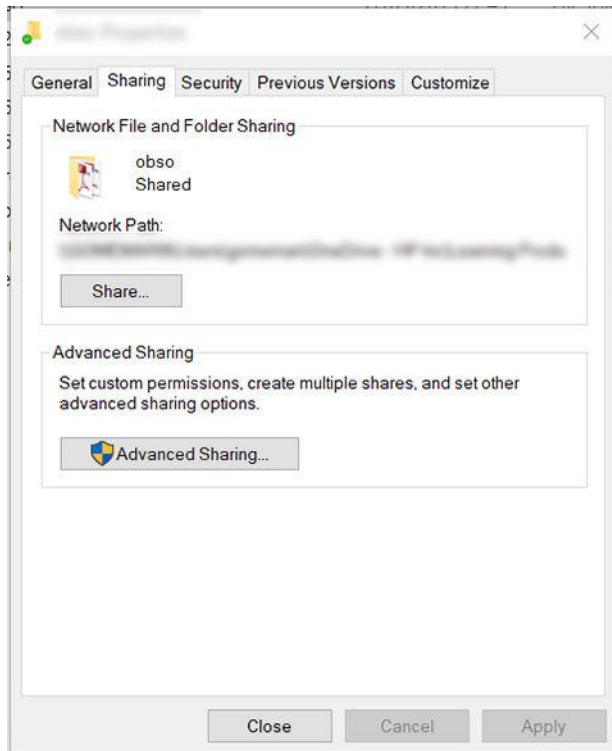 General Sharing Security Previous Versions Customize
Network File and Folder Sharing
obso
Shared
Network Path:
Share...
Advanced Sharing
Set custom permissions, create multiple shares, and set other
advanced sharing options.
Advanced Sharing...
Close Cancel Apply